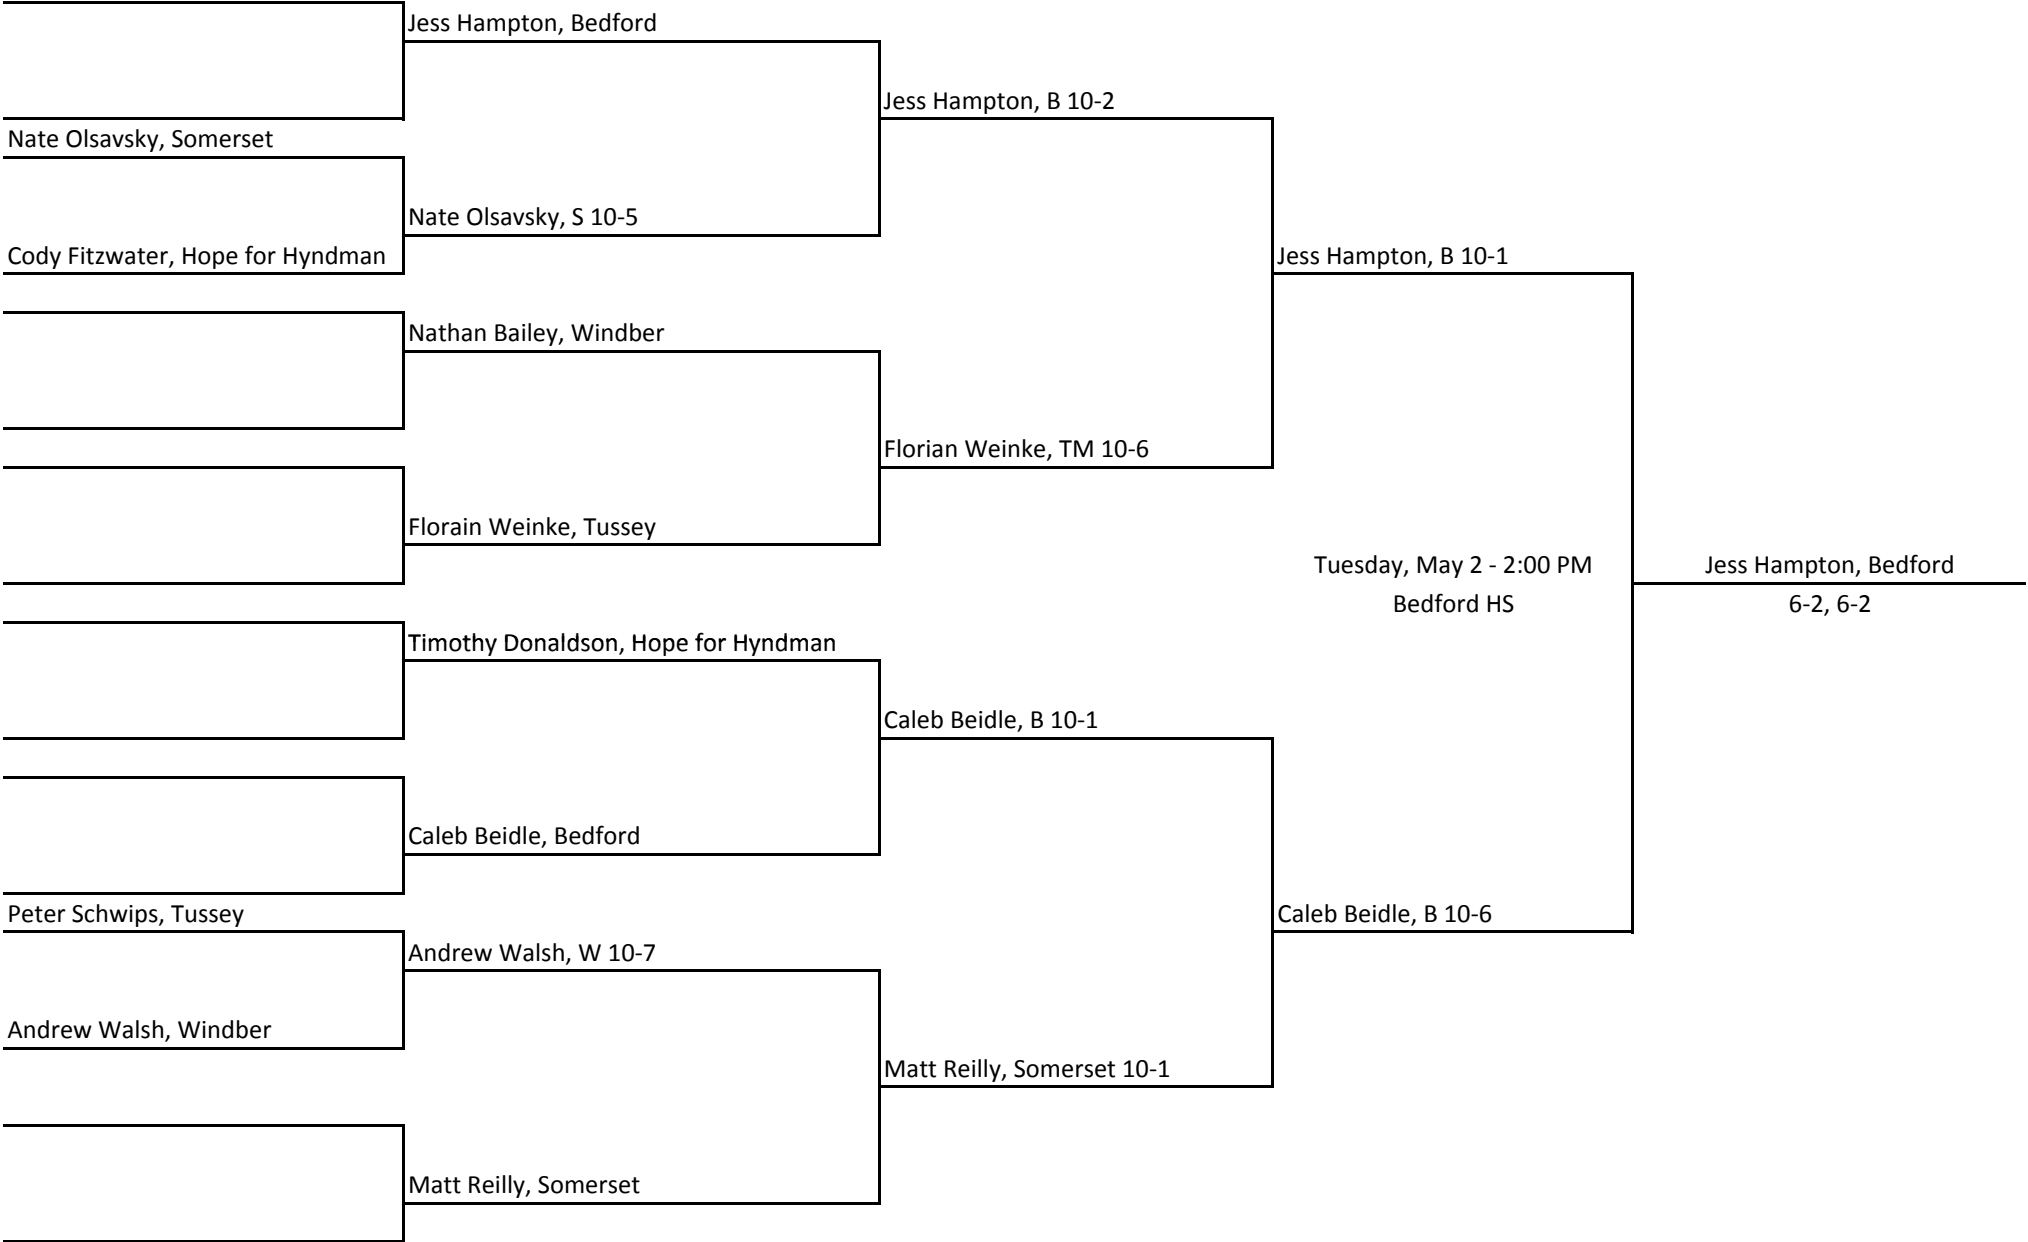 Jess Hampton, Bedford
Jess Hampton, B 10-2
Nate Olsavsky, Somerset
Nate Olsavsky, S 10-5
Cody Fitzwater, Hope for Hyndman
Jess Hampton, B 10-1
Nathan Bailey, Windber
Florian Weinke, TM 10-6
Florain Weinke, Tussey
Tuesday, May 2 - 2:00 PM
Bedford HS
Jess Hampton, Bedford
6-2, 6-2
Timothy Donaldson, Hope for Hyndman
Caleb Beidle, B 10-1
Caleb Beidle, Bedford
Peter Schwips, Tussey
Caleb Beidle, B 10-6
Andrew Walsh, W 10-7
Andrew Walsh, Windber
Matt Reilly, Somerset 10-1
Matt Reilly, Somerset